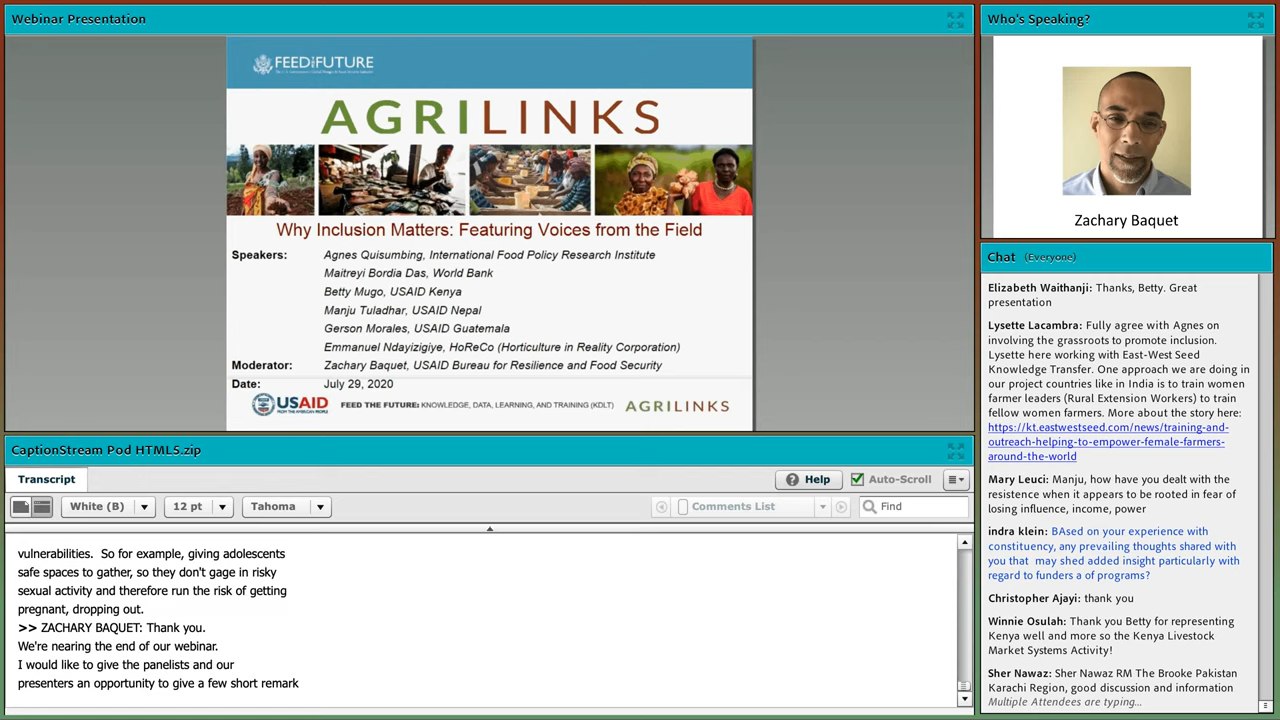 Webinar Presentation
FEED THE FUTURE
AGRILINKS
Why Inclusion Matters: Featuring Voices from the Field
Speakers: Agnes Quisumbing, International Food Policy Research Institute
Maitreyi Bordia Das, World Bank
Betty Mugo, USAID Kenya
Manju Tuladhar, USAID Nepal
Gerson Morales, USAID Guatemala
Emmanuel Ndayizigiye, HoReCo (Horticulture in Reality Corporation)
Moderator: Zachary Baquet, USAID Bureau for Resilience and Food Security
Date: July 29, 2020
USAID
FROM THE AMERICAN PEOPLE
FEED THE FUTURE: KNOWLEDGE, DATA, LEARNING, AND TRAINING (KDLT)
AGRILINKS
CaptionStream Pod HTML5.zip
Transcript
Help
Auto-Scroll
White (B)
12 pt
Tahoma
Comments List
Find
vulnerabilities. So for example, giving adolescents
safe spaces to gather, so they don't gage in risky
sexual activity and therefore run the risk of getting
pregnant, dropping out.
>> ZACHARY BAQUET: Thank you.
We're nearing the end of our webinar.
I would like to give the panelists and our
presenters an opportunity to give a few short remark
Who's Speaking?
Zachary Baquet
Chat (Everyone)
Elizabeth Waithanji: Thanks, Betty. Great
presentation
Lysette Lacambra: Fully agree with Agnes on
involving the grassroots to promote inclusion.
Lysette here working with East-West Seed
Knowledge Transfer. One approach we are doing in
our project countries like in India is to train women
farmer leaders (Rural Extension Workers) to train
fellow women farmers. More about the story here:
https://kt.eastwestseed.com/news/training-and-
outreach-helping-to-empower-female-farmers-
around-the-world
Mary Leuci: Manju, how have you dealt with the
resistence when it appears to be rooted in fear of
losing influence, income, power
indra klein: BAsed on your experience with
constituency, any prevailing thoughts shared with
you that may shed added insight particularly with
regard to funders a of programs?
Christopher Ajayi: thank you
Winnie Osulah: Thank you Betty for representing
Kenya well and more so the Kenya Livestock
Market Systems Activity!
Sher Nawaz: Sher Nawaz RM The Brooke Pakistan
Karachi Region, good discussion and information
Multiple Attendees are typing...